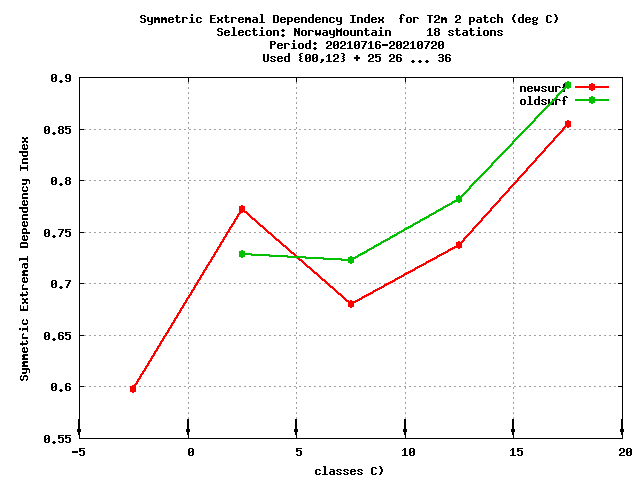 Symmetric Extremal Dependency Index  for T2m 2 patch (deg C)
Selection: NorwayMountain     18 stations
Period: 20210716-20210720
Used {00,12} + 25 26 ... 36
newsurf
oldsurf
Symmetric Extremal Dependency Index
0.9
0.85
0.8
0.75
0.7
0.65
0.6
0.55
-5 0 5 10 15 20
classes C)